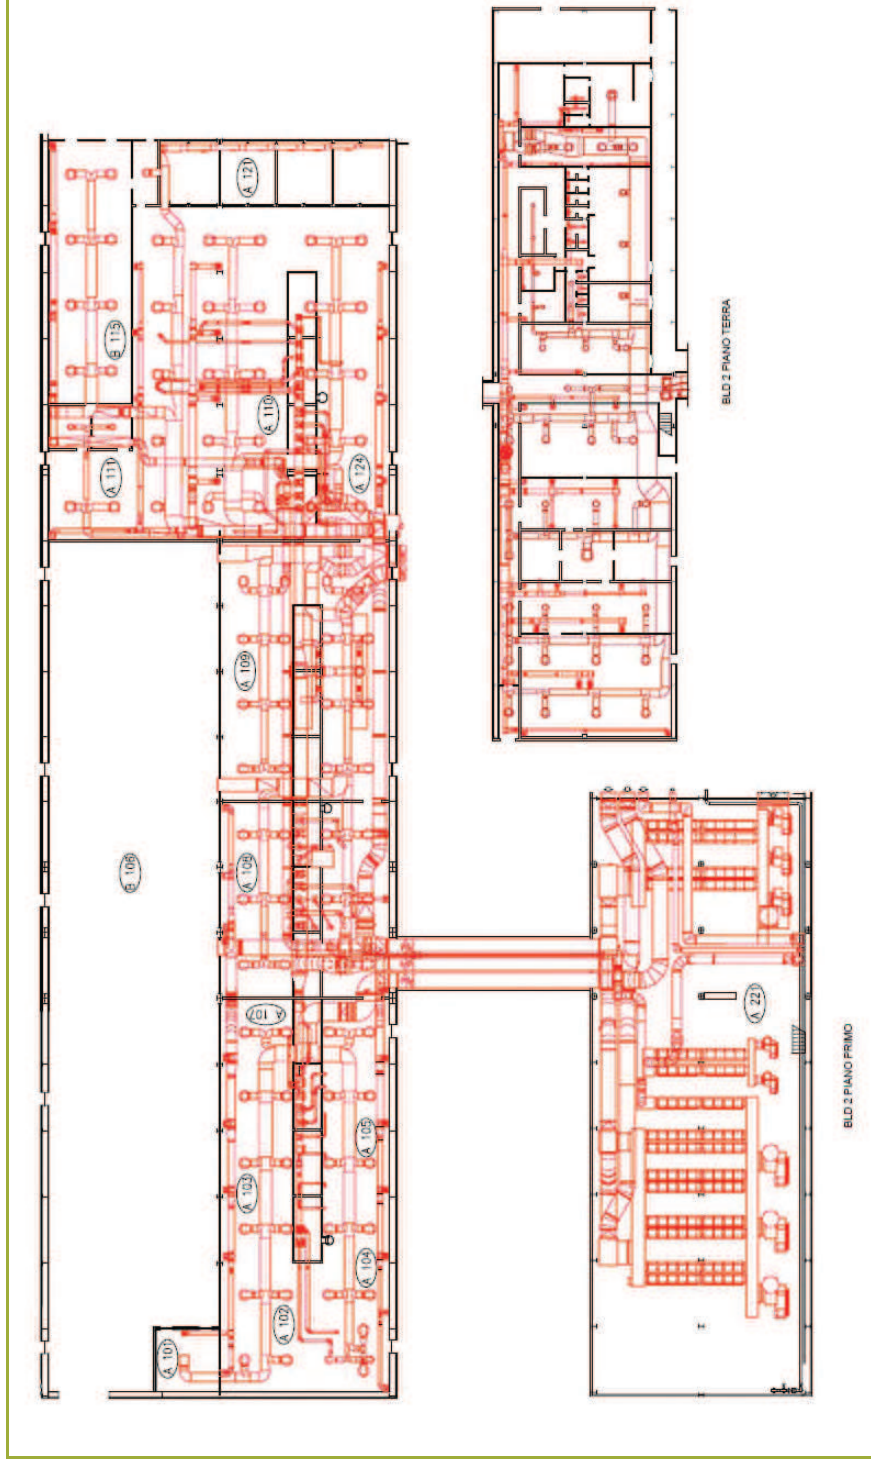 A 121
B 115
A 110
A 111
A 124
A 109
B 106
A 106
A 107
A 105
A 103
A 104
A 102
A 101
BLD 2 PIANO TERRA
A 221
BLD 2 PIANO PRIMO